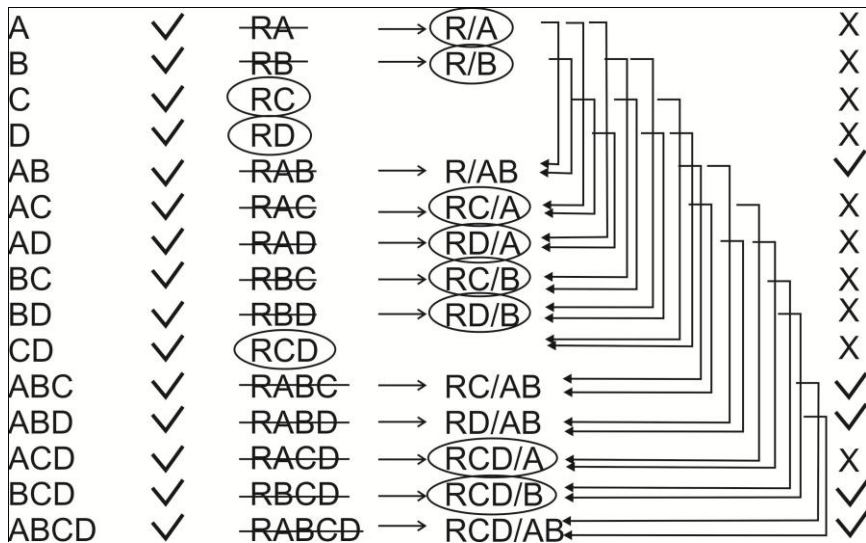 A ✓ RA → R/A X
B ✓ RB → R/B X
C ✓ RC X
D ✓ RD X
AB ✓ RAB → R/AB ✓
AC ✓ RAC → RC/A X
AD ✓ RAD → RD/A X
BC ✓ RBC → RC/B X
BD ✓ RBD → RD/B X
CD ✓ RCD X
ABC ✓ RABC → RC/AB ✓
ABD ✓ RABD → RD/AB ✓
ACD ✓ RACD → RCD/A X
BCD ✓ RBCD → RCD/B ✓
ABCD ✓ RABCD → RCD/AB ✓